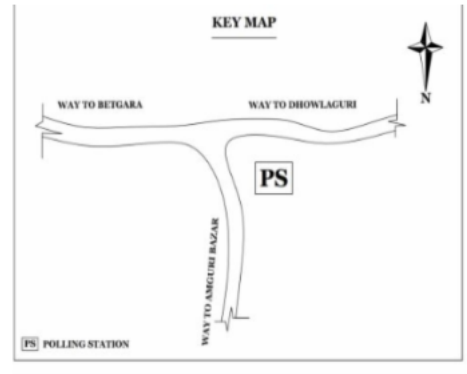 KEY MAP
N
WAY TO BETGARA
WAY TO DHOWLAGURI
PS
WAY TO AMGURI BAZAR
PS POLLING STATION